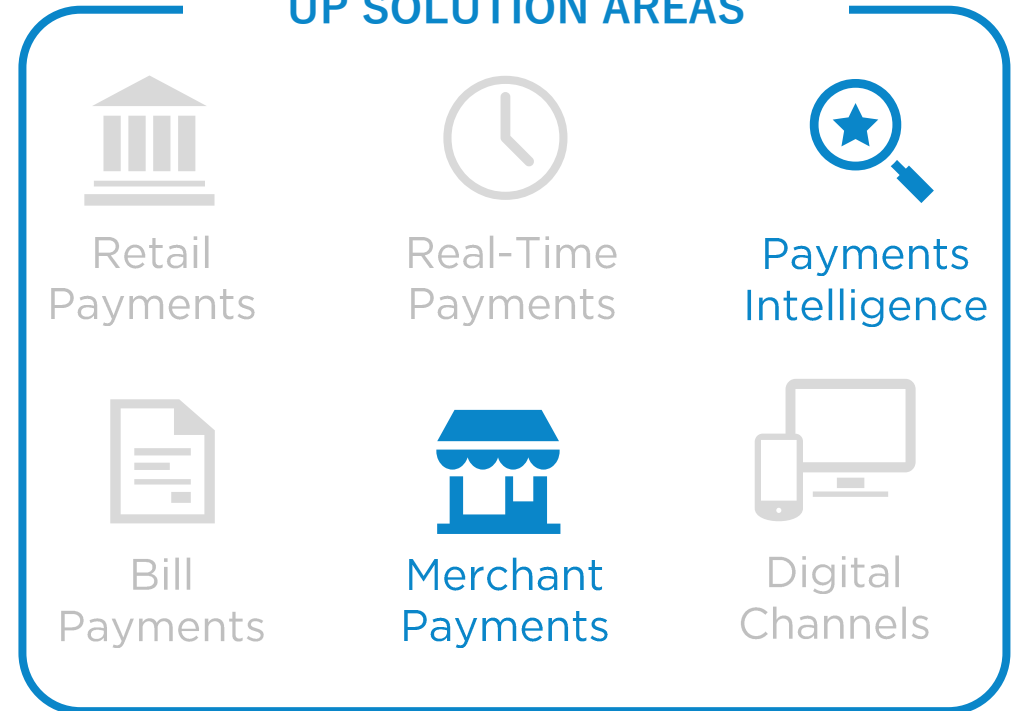 UP SOLUTION AREAS
Retail
Payments
Real-Time
Payments
Payments
Intelligence
Bill
Payments
Merchant
Payments
Digital
Channels